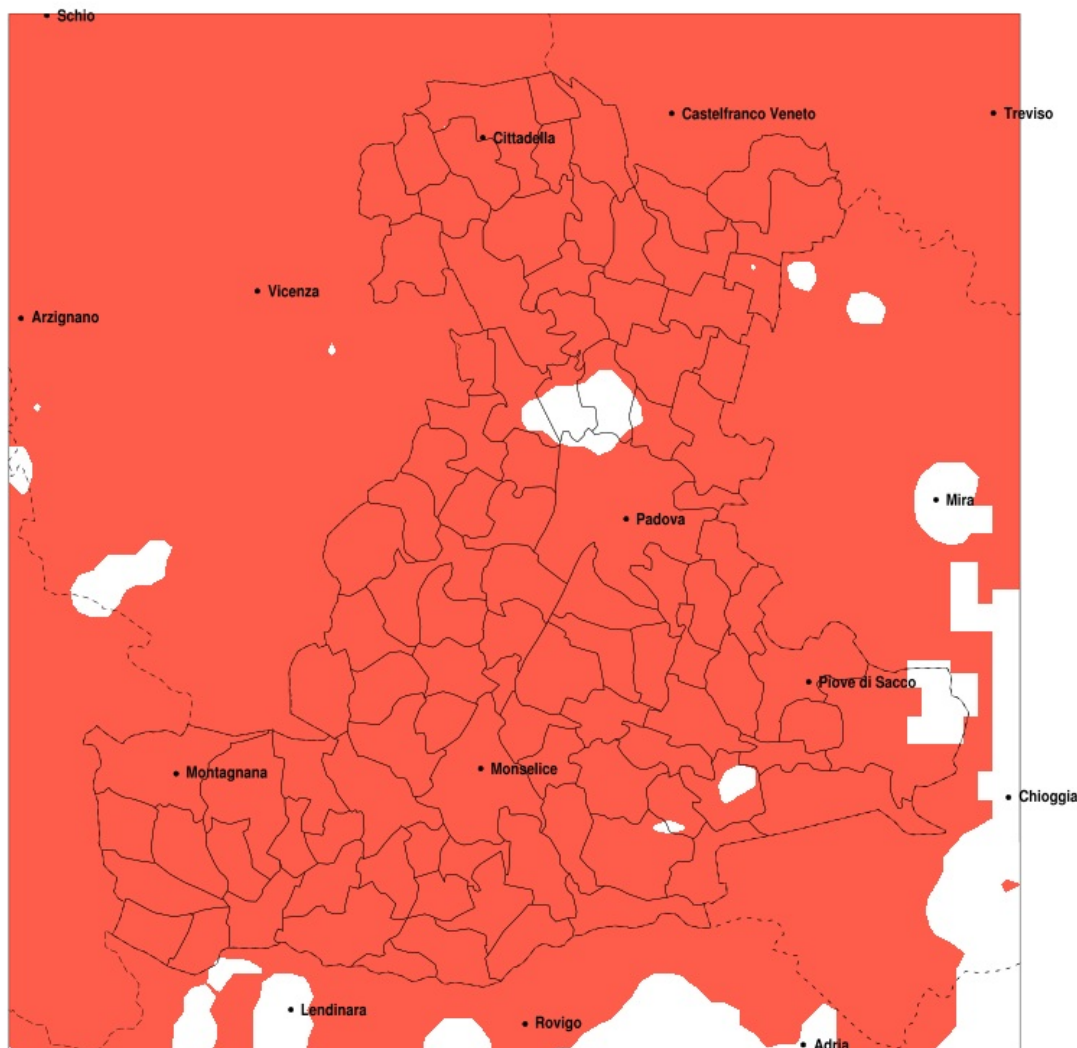 Schio
Castelfranco Veneto
Treviso
Cittadella
Vicenza
Arzignano
Mira
Padova
Piove di Sacco
Monselice
Montagnana
Chioggia
Lendinara
Rovigo
Adria